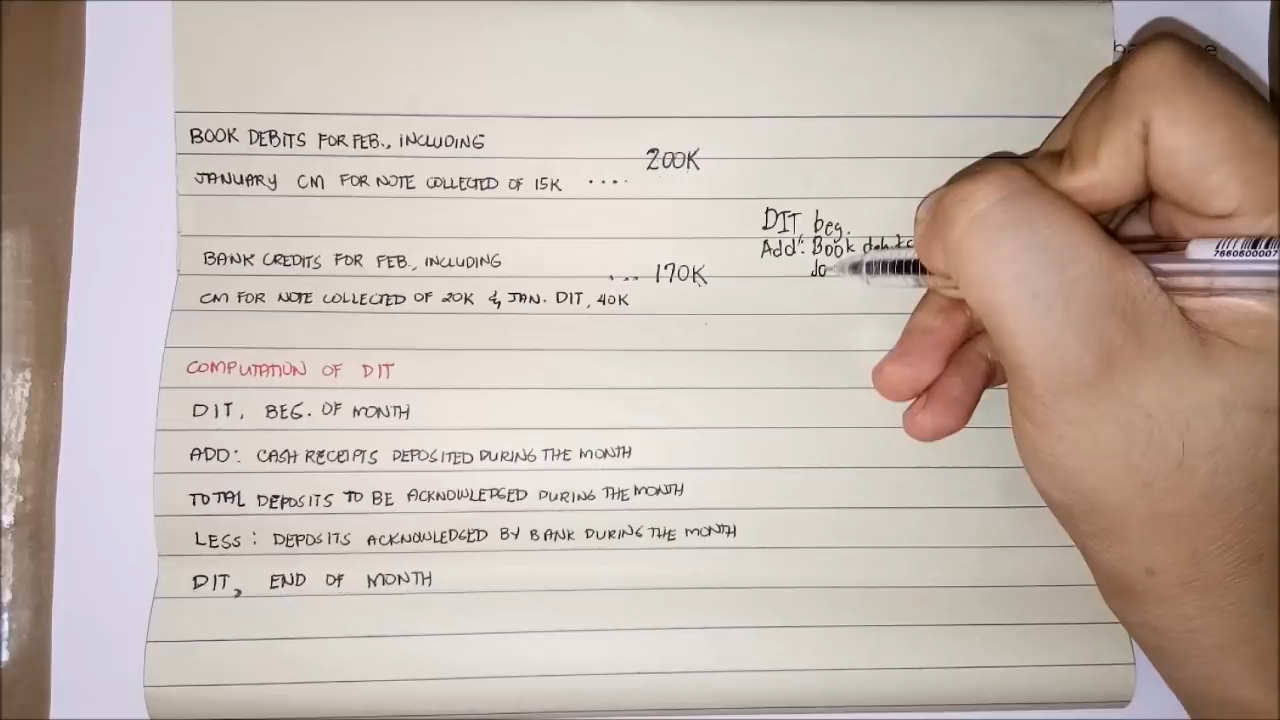 BOOK DEBITS FOR FEB., INCLUDING
200K
JANUARY CM FOR NOTE COLLECTED OF 15K ....
DIT beg.
Add: Book
BANK CREDITS FOR FEB., INCLUDING
... 170K
CM FOR NOTE COLLECTED OF 20K & JAN. DIT, 40K
COMPUTATION OF DIT
DIT, BEG. OF MONTH
ADD: CASH RECEIPTS DEPOSITED DURING THE MONTH
TOTAL DEPOSITS TO BE ACKNOWLEDGED DURING THE MONTH
LESS: DEPOSITS ACKNOWLEDGED BY BANK DURING THE MONTH
DIT, END OF MONTH